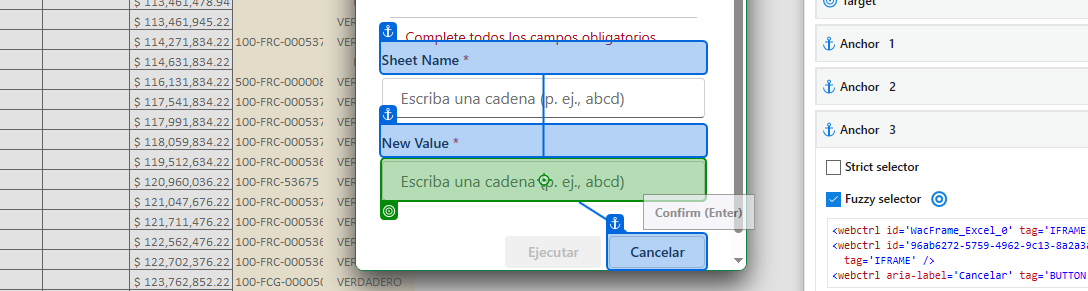 $ 113,461,478.94
$ 113,461,945.22 VER
$ 114,271,834.22 100-FRC-000537 VER
$ 114,631,834.22
$ 116,131,834.22 500-FRC-000008 VER
$ 117,541,834.22 100-FRC-000537 VER
$ 117,991,834.22 100-FRC-000537 VER
$ 118,059,834.22 100-FRC-000537 VER
$ 119,512,634.22 100-FRC-000536 VER
$ 120,960,036.22 100-FRC-53675 VER
$ 121,047,676.22 100-FRC-000536 VER
$ 121,711,476.22 100-FRC-000536 VER
$ 122,562,476.22 100-FRC-000536 VER
$ 122,702,376.22 100-FRC-000536 VER
$ 123,762,852.22 100-FCG-000050 VERDADERO
Complete todos los campos obligatorios
Sheet Name *
Escriba una cadena (p. ej., abcd)
New Value *
Escriba una cadena (p. ej., abcd)
Confirm (Enter)
Ejecutar
Cancelar
Target
Anchor 1
Anchor 2
Anchor 3
Strict selector
Fuzzy selector
<webctrl id='WacFrame_Excel_0' tag='IFRAME'
<webctrl id='96ab6272-5759-4962-9c13-8a2a3a
tag='IFRAME' />
<webctrl aria-label='Cancelar' tag='BUTTON'